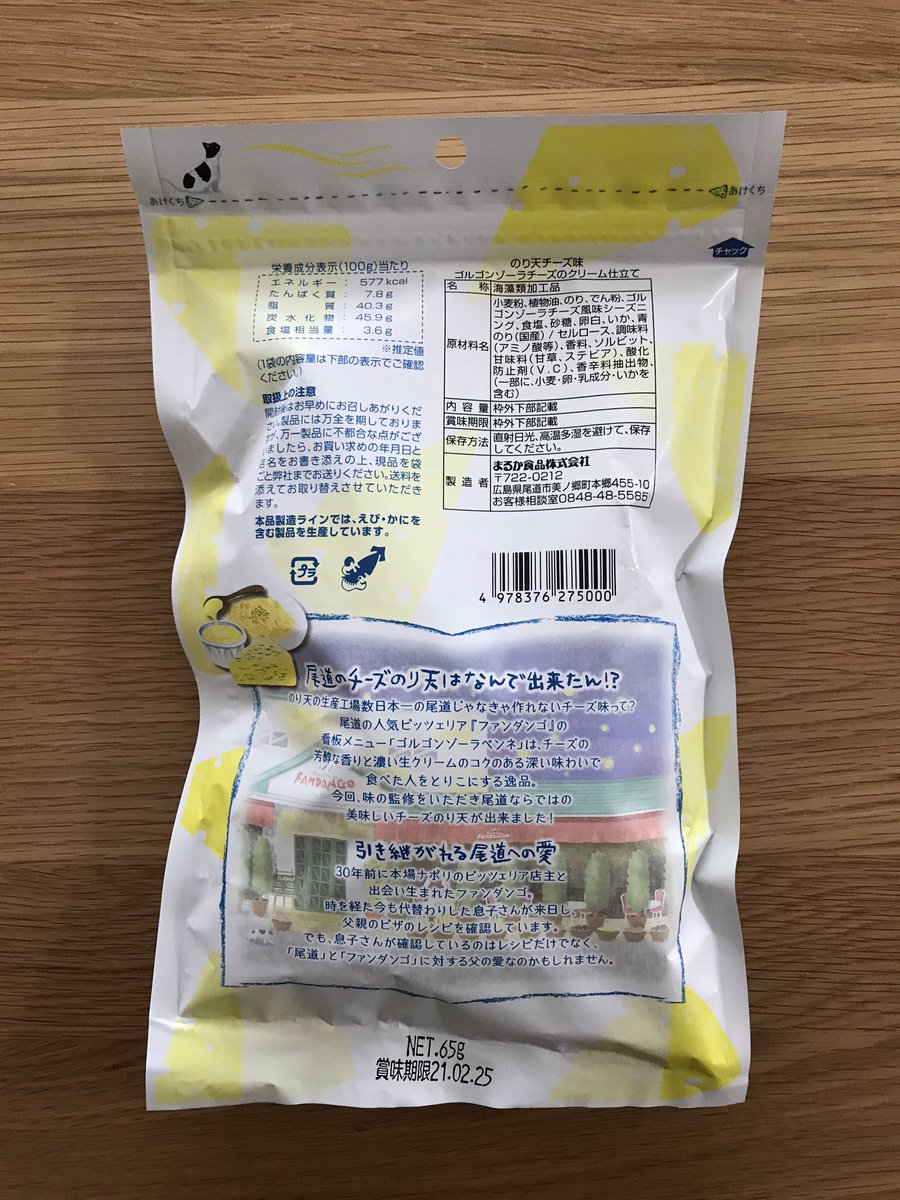 あけくち
あけくち
チャック
栄養成分表示(100g)当たり
エネルギー: 577kcal
たんぱく質: 7.8g
脂質: 40.3g
炭水化物: 45.9g
食塩相当量: 3.6g
※推定値
(1袋の内容量は下部の表示でご確認
ください。)
取扱上の注意
開封後はお早めにお召しあがりくだ
さい。製品には万全を期しておりま
すが、万一製品に不都合な点がござ
いましたら、お買い求めの年月日と
店名をお書き添えの上、現品を袋
ごと弊社までお送りください。送料を
添えてお取り替えさせていただき
ます。
本品製造ラインでは、えび・かにを
含む製品を生産しています。
プラ
のり天チーズ味
ゴルゴンゾーラチーズのクリーム仕立て
名称 海藻類加工品
原材料名 小麦粉、植物油、のり、でん粉、ゴル
ゴンゾーラチーズ風味シーズニ
ング、食塩、砂糖、卵白、いか、青
のり(国産)/セルロース、調味料
(アミノ酸等)、香料、ソルビット、
甘味料(甘草、ステビア)、酸化
防止剤(V.C)、香辛料抽出物、
(一部に、小麦・卵・乳成分・いかを
含む)
内容量 枠外下部記載
賞味期限 枠外下部記載
保存方法 直射日光、高温多湿を避けて、保存
してください。
製造者 まるか食品株式会社
〒722-0212
広島県尾道市美ノ郷町本郷455-10
お客様相談室0848-48-5585
4 978376 275000
尾道のチーズのり天はなんで出来たん!?
のり天の生産工場数日本一の尾道じゃなきゃ作れないチーズ味って?
尾道の人気ピッツェリア『ファンダンゴ』の
看板メニュー「ゴルゴンゾーラペンネ」は、チーズの
芳醇な香りと濃い生クリームのコクのある深い味わいで
食べた人をとりこにする逸品。
今回、味の監修をいただき尾道ならではの
美味しいチーズのり天が出来ました!
FANDANGO
引き継がれる尾道への愛
30年前に本場ナポリのピッツェリア店主と
出会い生まれたファンダンゴ。
時を経た今も代替わりした息子さんが来日し、
父親のピザのレシピを確認しています。
でも、息子さんが確認しているのはレシピだけでなく、
「尾道」と「ファンダンゴ」に対する父の愛なのかもしれません。
NET.65g
賞味期限21.02.25